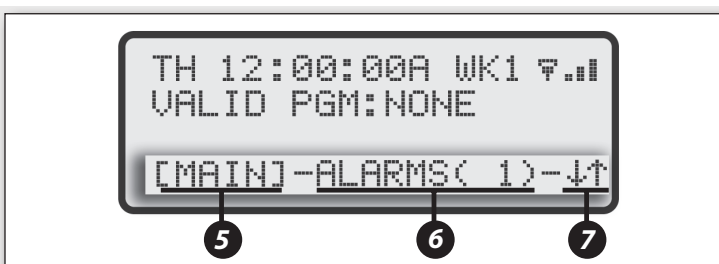 TH 12:00:00A WK1
VALID PGM:NONE
[MAIN]-ALARMS( 1)-↓↑
5 6 7